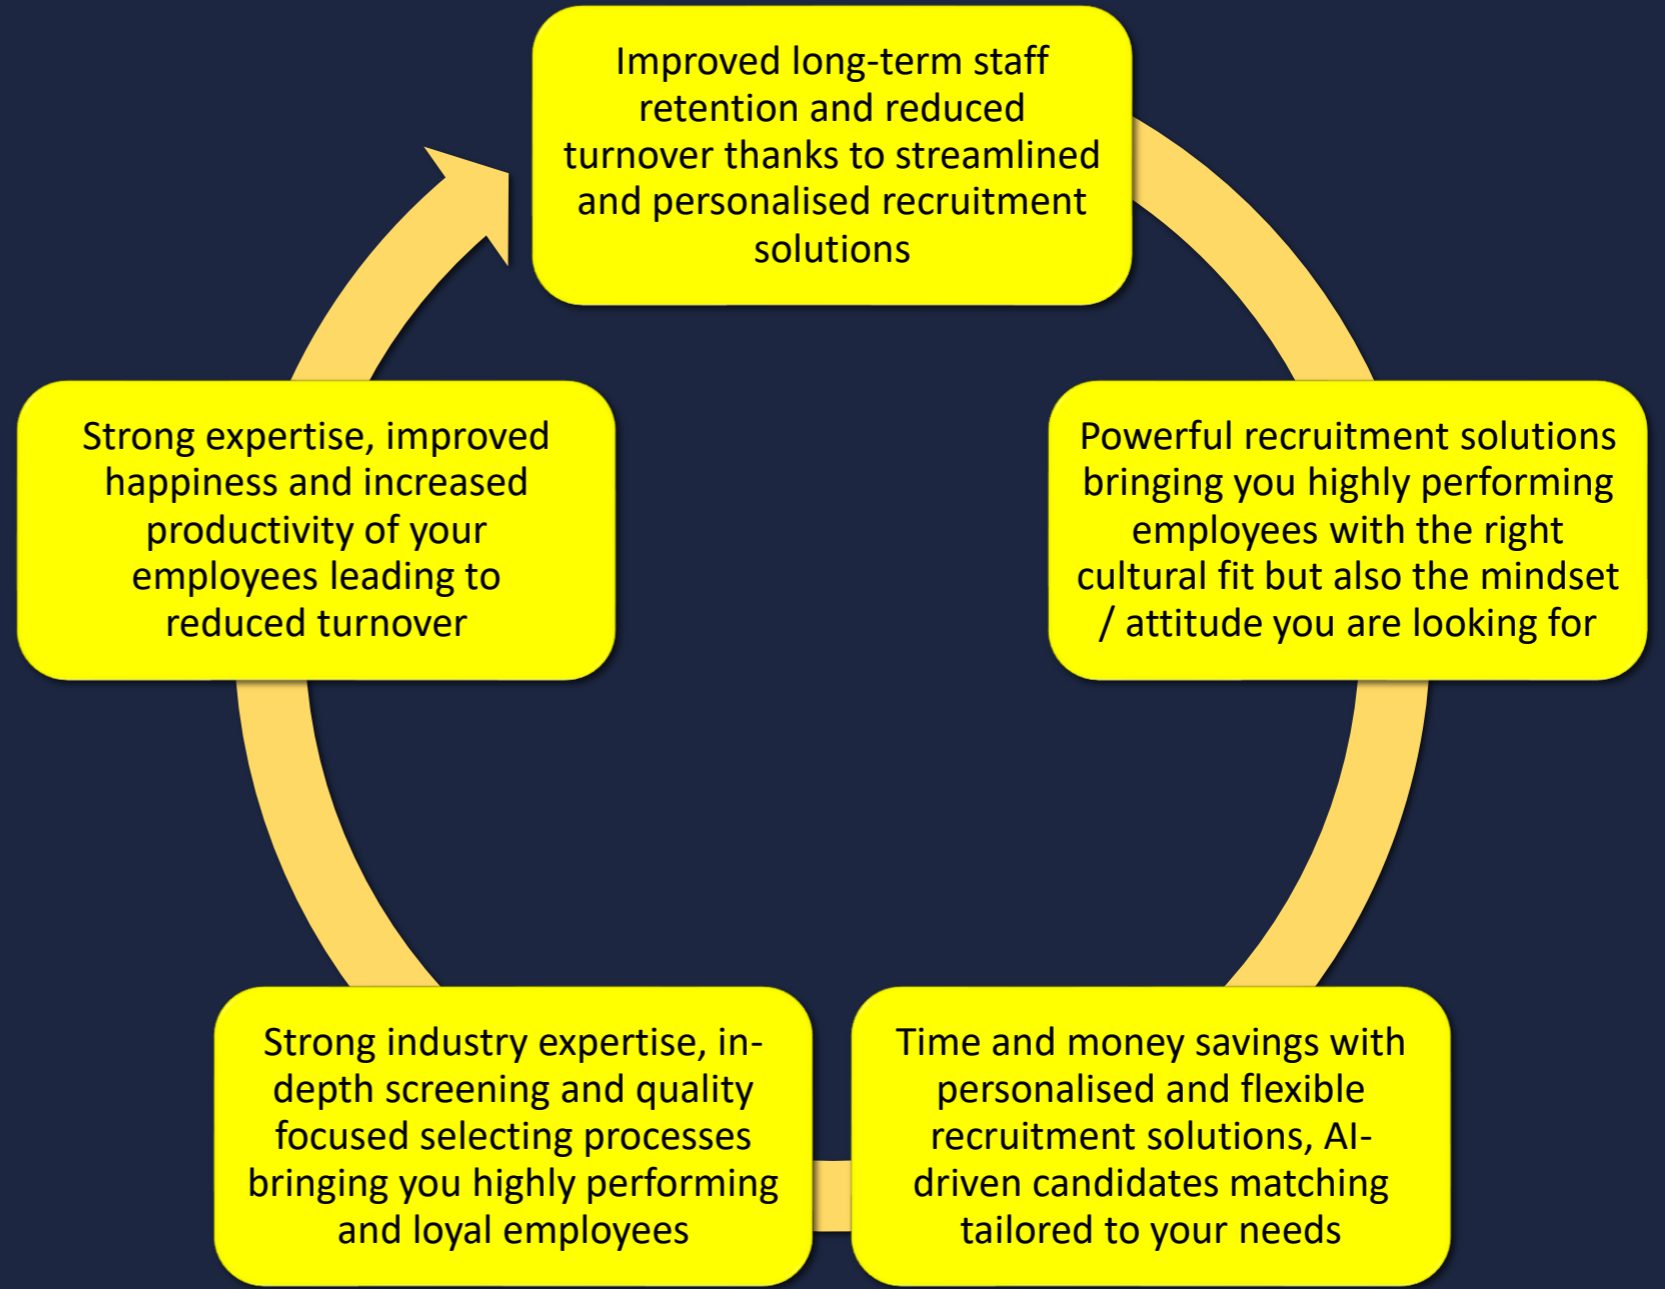 Improved long-term staff
retention and reduced
turnover thanks to streamlined
and personalised recruitment
solutions
Powerful recruitment solutions
bringing you highly performing
employees with the right
cultural fit but also the mindset
/ attitude you are looking for
Time and money savings with
personalised and flexible
recruitment solutions, AI-
driven candidates matching
tailored to your needs
Strong industry expertise, in-
depth screening and quality
focused selecting processes
bringing you highly performing
and loyal employees
Strong expertise, improved
happiness and increased
productivity of your
employees leading to
reduced turnover